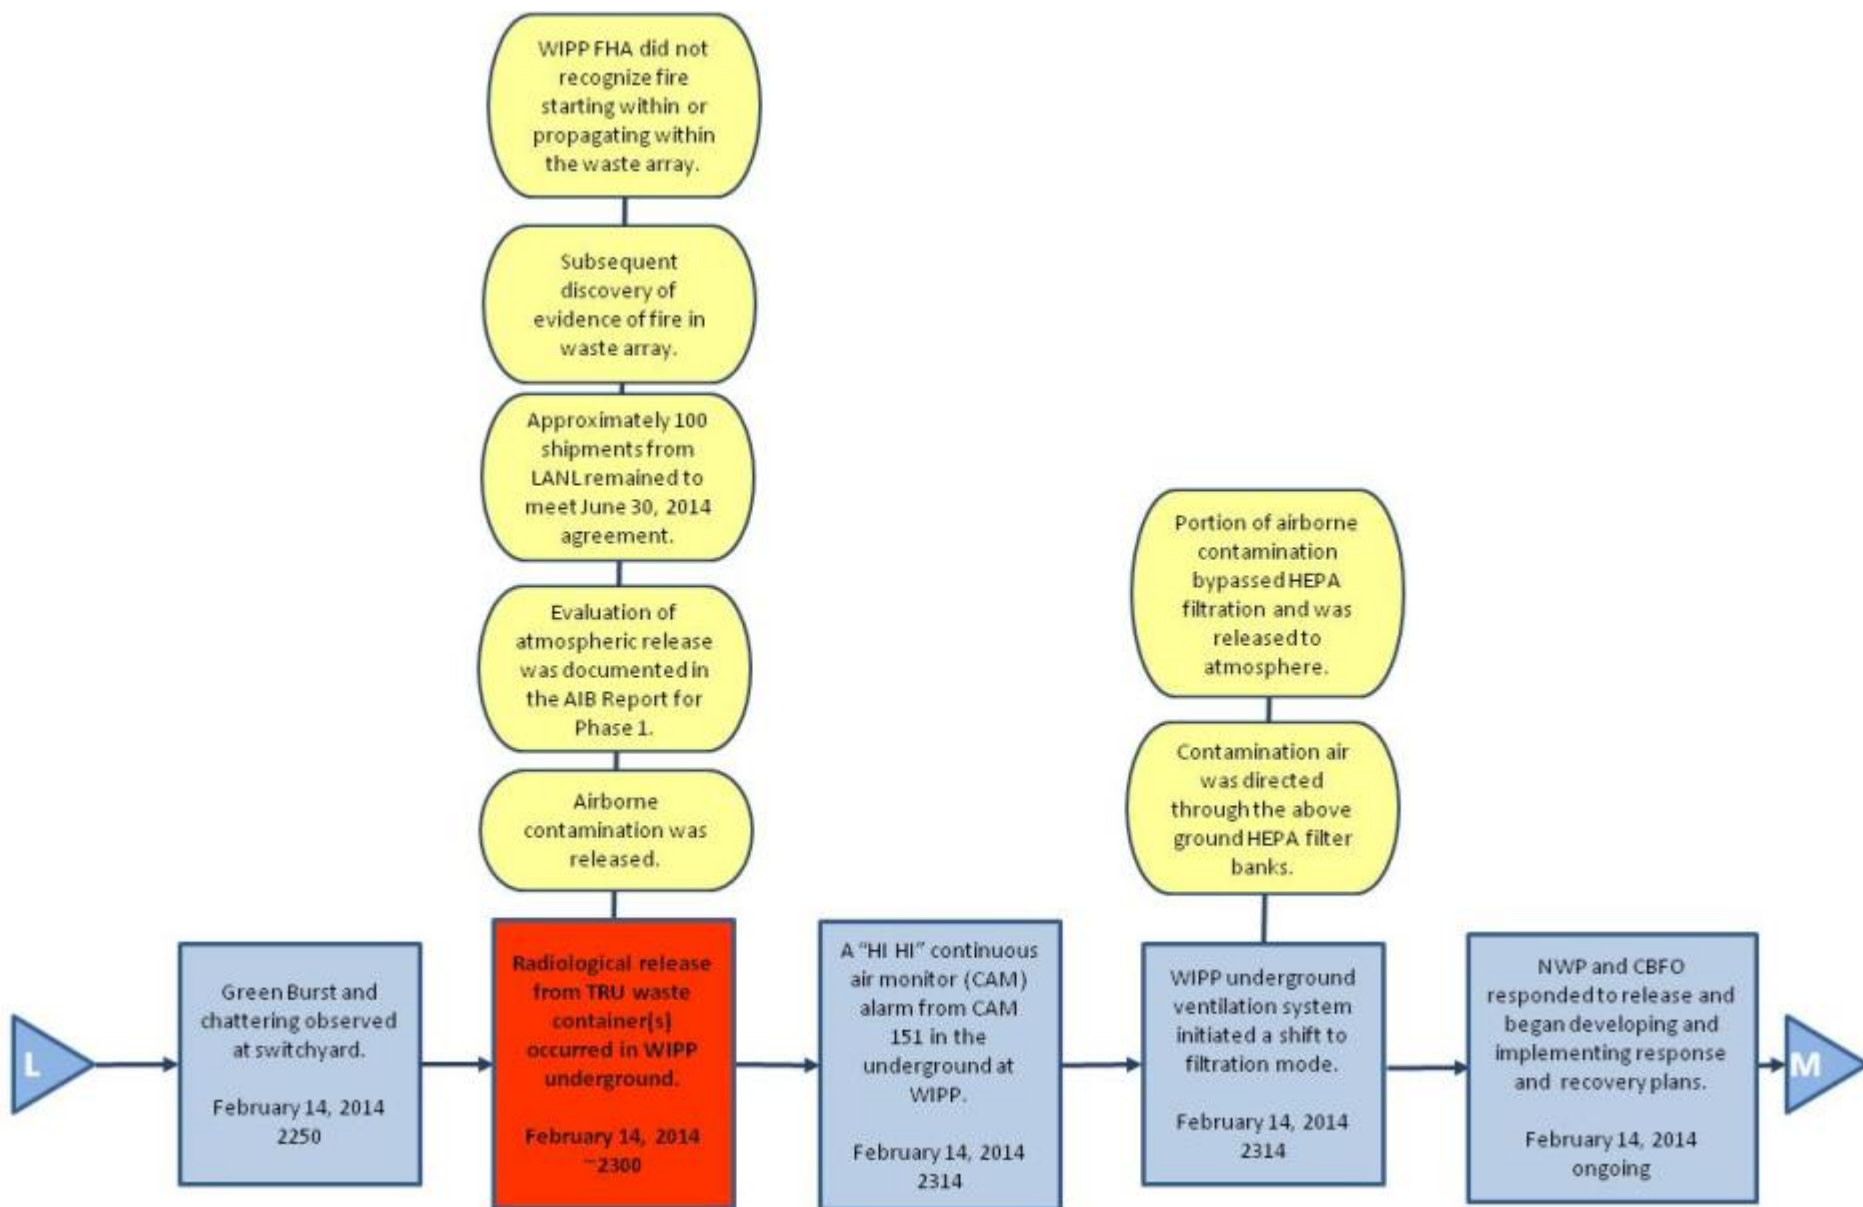 WIPP FHA did not
recognize fire
starting within or
propagating within
the waste array.
Subsequent
discovery of
evidence of fire in
waste array.
Approximately 100
shipments from
LANL remained to
meet June 30, 2014
agreement.
Evaluation of
atmospheric release
was documented in
the AIB Report for
Phase 1.
Airborne
contamination was
released.
Portion of airborne
contamination
bypassed HEPA
filtration and was
released to
atmosphere.
Contamination air
was directed
through the above
ground HEPA filter
banks.
L
Green Burst and
chattering observed
at switchyard.
February 14, 2014
2250
Radiological release
from TRU waste
container(s)
occurred in WIPP
underground.
February 14, 2014
~2300
A “HI HI” continuous
air monitor (CAM)
alarm from CAM
151 in the
underground at
WIPP.
February 14, 2014
2314
WIPP underground
ventilation system
initiated a shift to
filtration mode.
February 14, 2014
2314
NWP and CBFO
responded to release and
began developing and
implementing response
and recovery plans.
February 14, 2014
ongoing
M